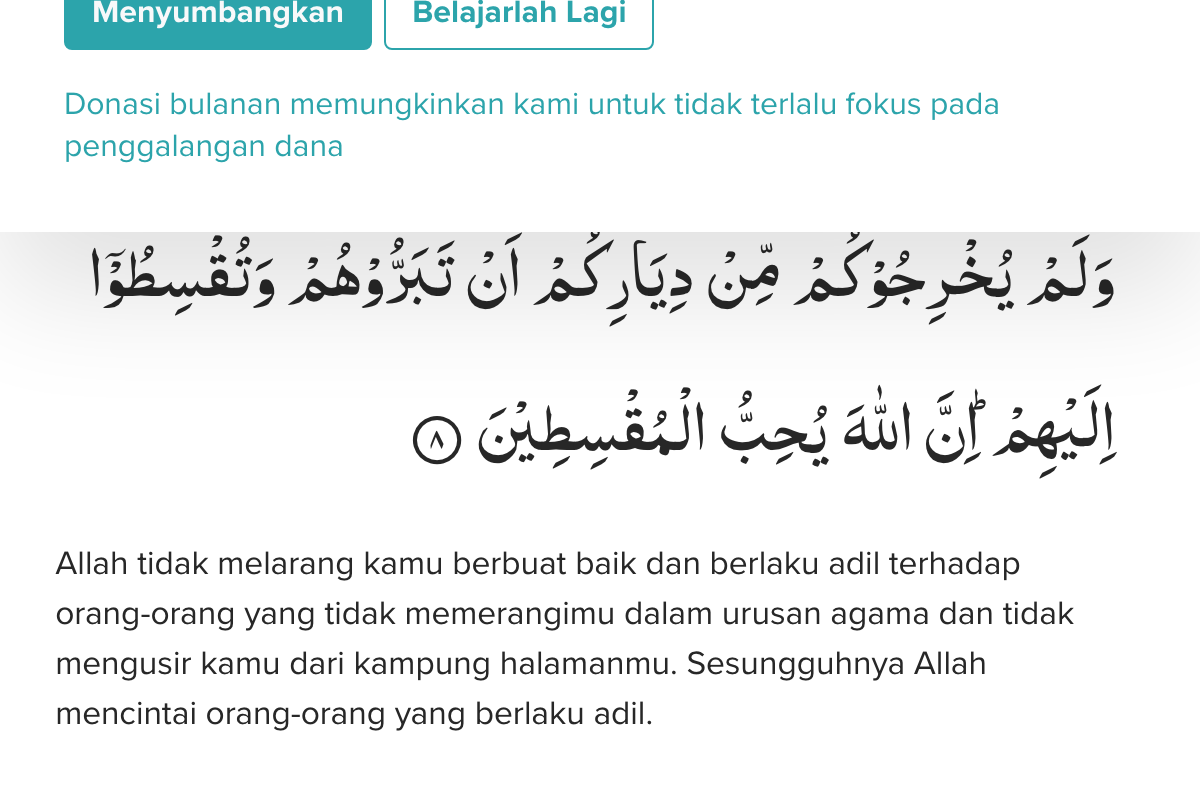 Menyumbangkan
Belajarlah Lagi
Donasi bulanan memungkinkan kami untuk tidak terlalu fokus pada
penggalangan dana
وَلَمْ يُخْرِجُوْكُمْ مِّنْ دِيَارِكُمْ اَنْ تَبَرُّوْهُمْ وَتُقْسِطُوْٓا
اِلَيْهِمْۗ اِنَّ اللّٰهَ يُحِبُّ الْمُقْسِطِيْنَ ٨
Allah tidak melarang kamu berbuat baik dan berlaku adil terhadap
orang-orang yang tidak memerangimu dalam urusan agama dan tidak
mengusir kamu dari kampung halamanmu. Sesungguhnya Allah
mencintai orang-orang yang berlaku adil.